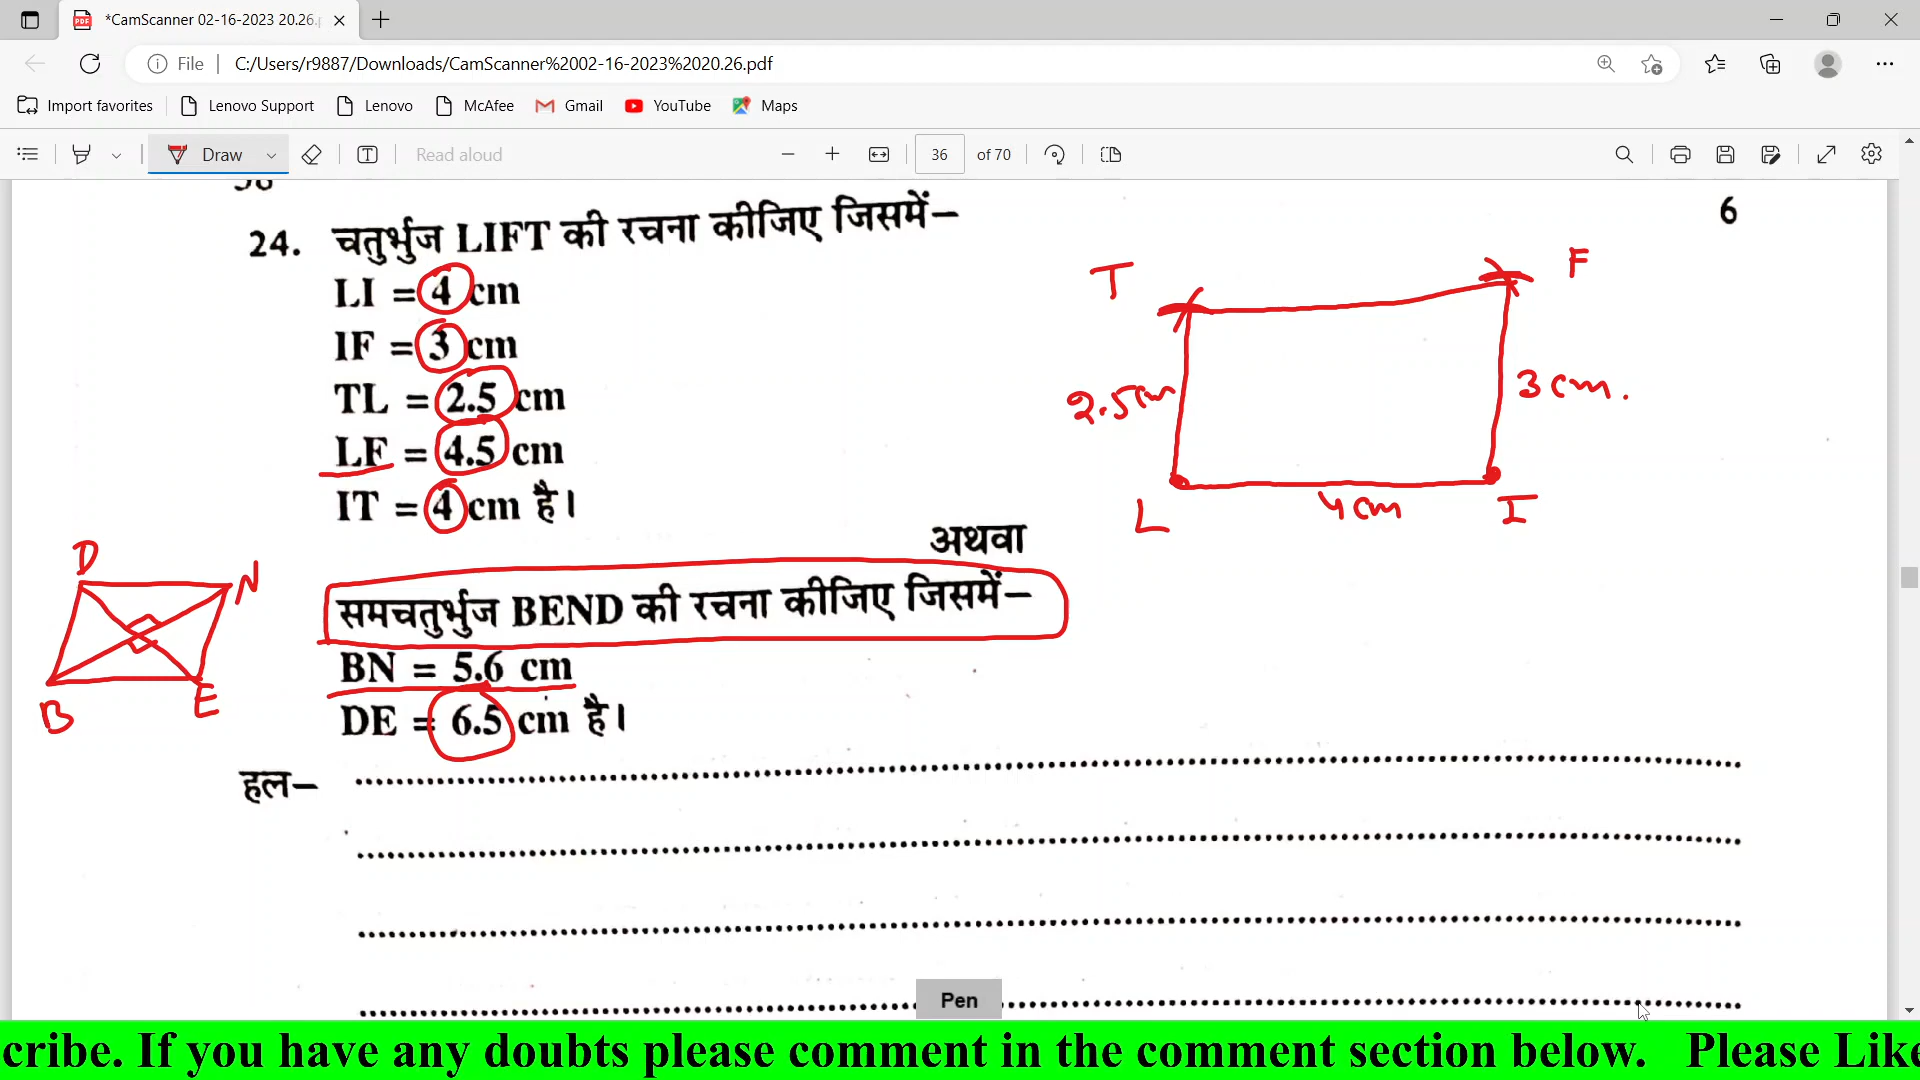 *CamScanner 02-16-2023 20.26.
File
C:/Users/r9887/Downloads/CamScanner%2002-16-2023%2020.26.pdf
Import favorites
Lenovo Support
Lenovo
McAfee
Gmail
YouTube
Maps
Draw
Read aloud
36 of 70
6
24. चतुर्भुज LIFT की रचना कीजिए जिसमें–
LI = 4 cm
IF = 3 cm
TL = 2.5 cm
LF = 4.5 cm
IT = 4 cm है।
T
F
2.5cm
3cm.
L
4cm
I
अथवा
समचतुर्भुज BEND की रचना कीजिए जिसमें–
BN = 5.6 cm
DE = 6.5 cm है।
D
N
B
E
हल–
Pen
cribe. If you have any doubts please comment in the comment section below. Please Like